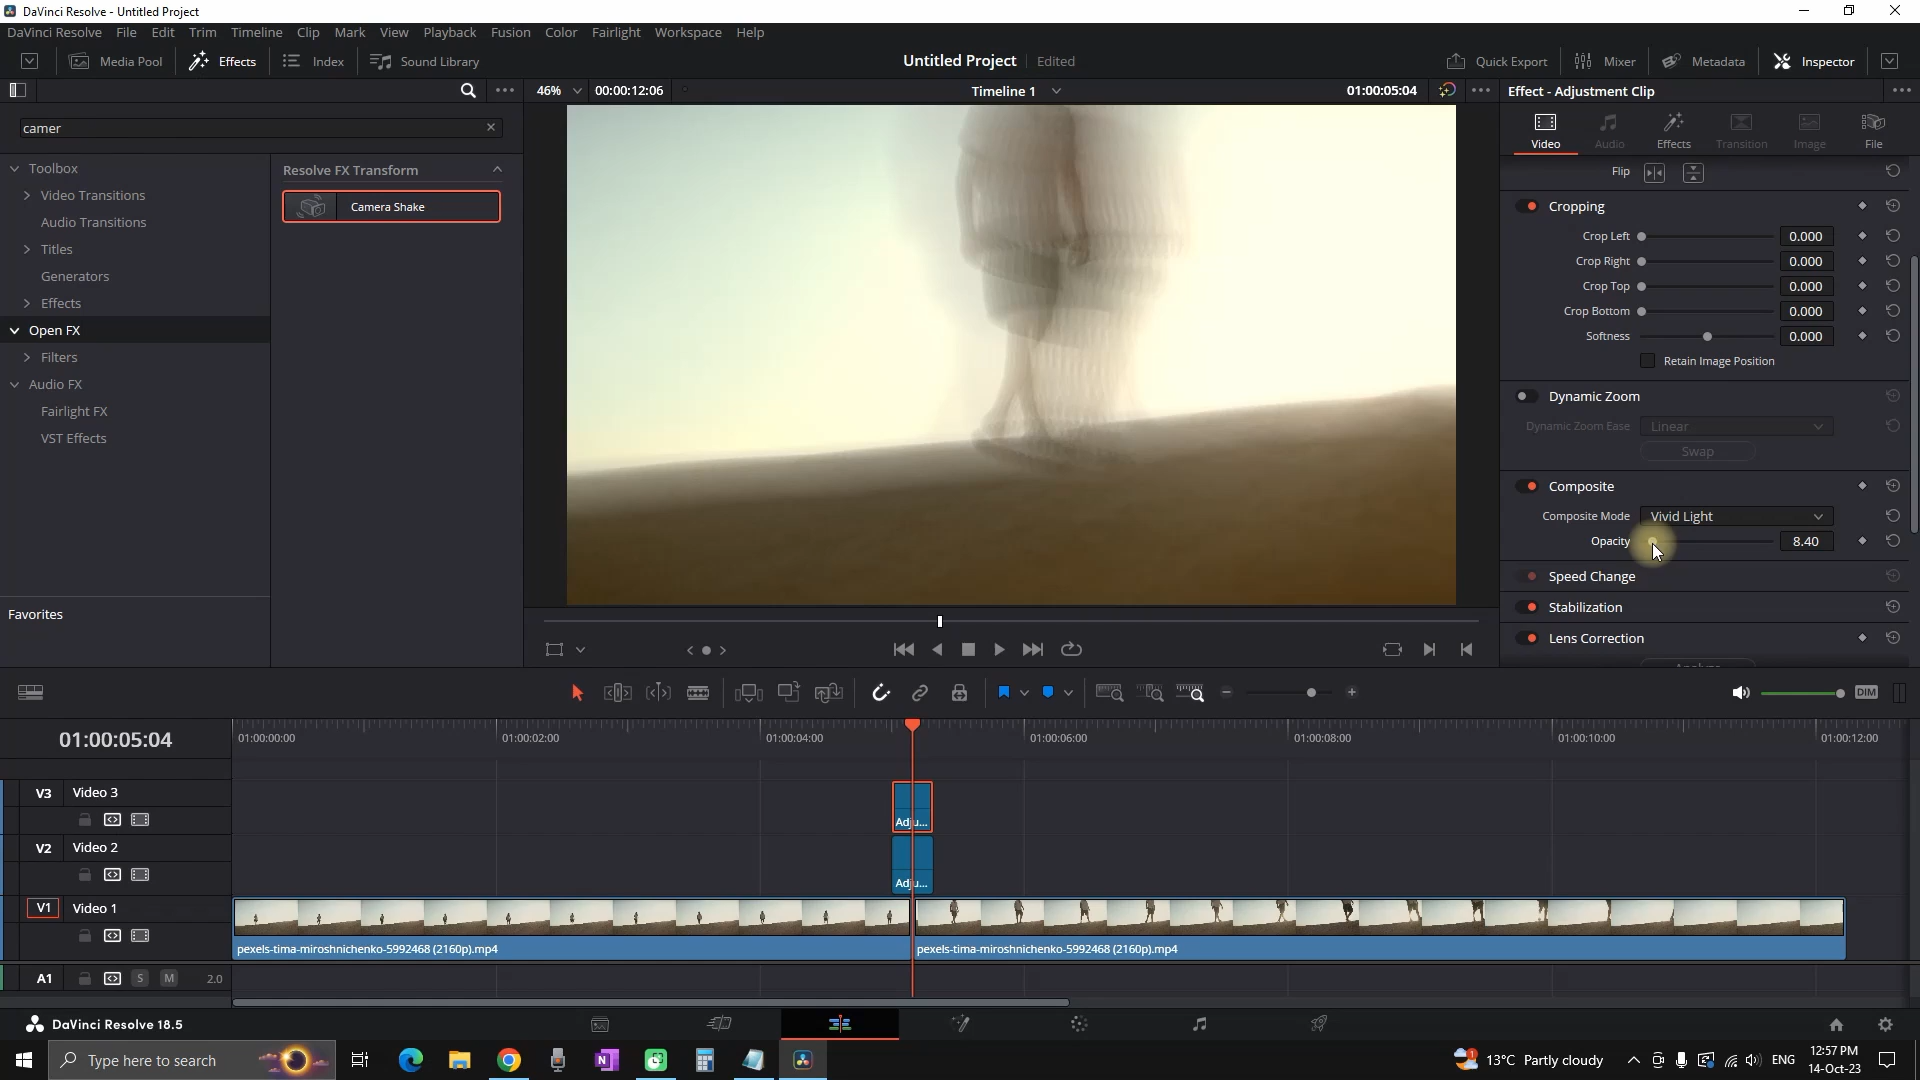 DaVinci Resolve - Untitled Project
DaVinci Resolve File Edit Trim Timeline Clip Mark View Playback Fusion Color Fairlight Workspace Help
Media Pool Effects Index Sound Library Untitled Project Edited Quick Export Mixer Metadata Inspector
46% 00:00:12:06 Timeline 1 01:00:05:04 Effect - Adjustment Clip
camer
Video Audio Effects Transition Image File
Toolbox
Video Transitions
Audio Transitions
Titles
Generators
Effects
Open FX
Filters
Audio FX
Fairlight FX
VST Effects
Favorites
Resolve FX Transform
Camera Shake
Flip
Cropping
Crop Left 0.000
Crop Right 0.000
Crop Top 0.000
Crop Bottom 0.000
Softness 0.000
Retain Image Position
Dynamic Zoom
Dynamic Zoom Ease Linear
Swap
Composite
Composite Mode Vivid Light
Opacity 8.40
Speed Change
Stabilization
Lens Correction
DIM
01:00:05:04 01:00:00:00 01:00:02:00 01:00:04:00 01:00:06:00 01:00:08:00 01:00:10:00 01:00:12:00
V3 Video 3
Adju...
V2 Video 2
Adju...
V1 Video 1
pexels-tima-miroshnichenko-5992468 (2160p).mp4 pexels-tima-miroshnichenko-5992468 (2160p).mp4
A1 S M 2.0
DaVinci Resolve 18.5
Type here to search 1 13°C Partly cloudy ENG 12:57 PM
14-Oct-23